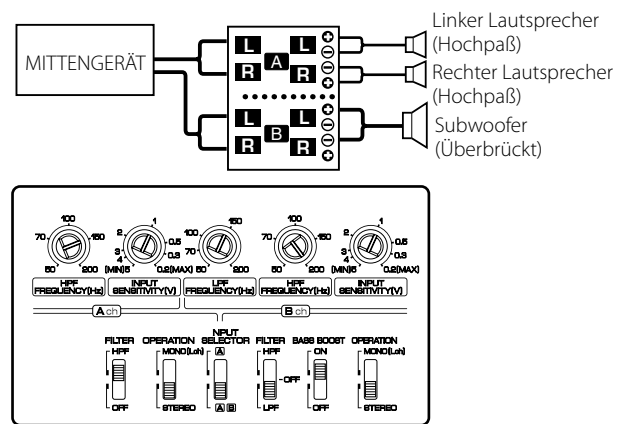 Linker Lautsprecher
(Hochpaß)
MITTENGERÄT
L L
A
R R
Rechter Lautsprecher
(Hochpaß)
L L
B
R R
Subwoofer
(Überbrückt)
100 1 150 100 1
70 150 2 0.5 100 200 70 150 2 0.5
3 0.3 70 3 0.3
4 4
50 200 (MIN)5 0.2(MAX) 50 50 200 (MIN)5 0.2(MAX)
HPF FREQUENCY(Hz)
INPUT SENSITIVITY(V)
LPF FREQUENCY(Hz)
HPF FREQUENCY(Hz)
INPUT SENSITIVITY(V)
A ch B ch
FILTER OPERATION INPUT SELECTOR FILTER BASS BOOST OPERATION
HPF MONO(Lch) A HPF ON MONO(Lch)
OFF
OFF STEREO A B LPF OFF STEREO